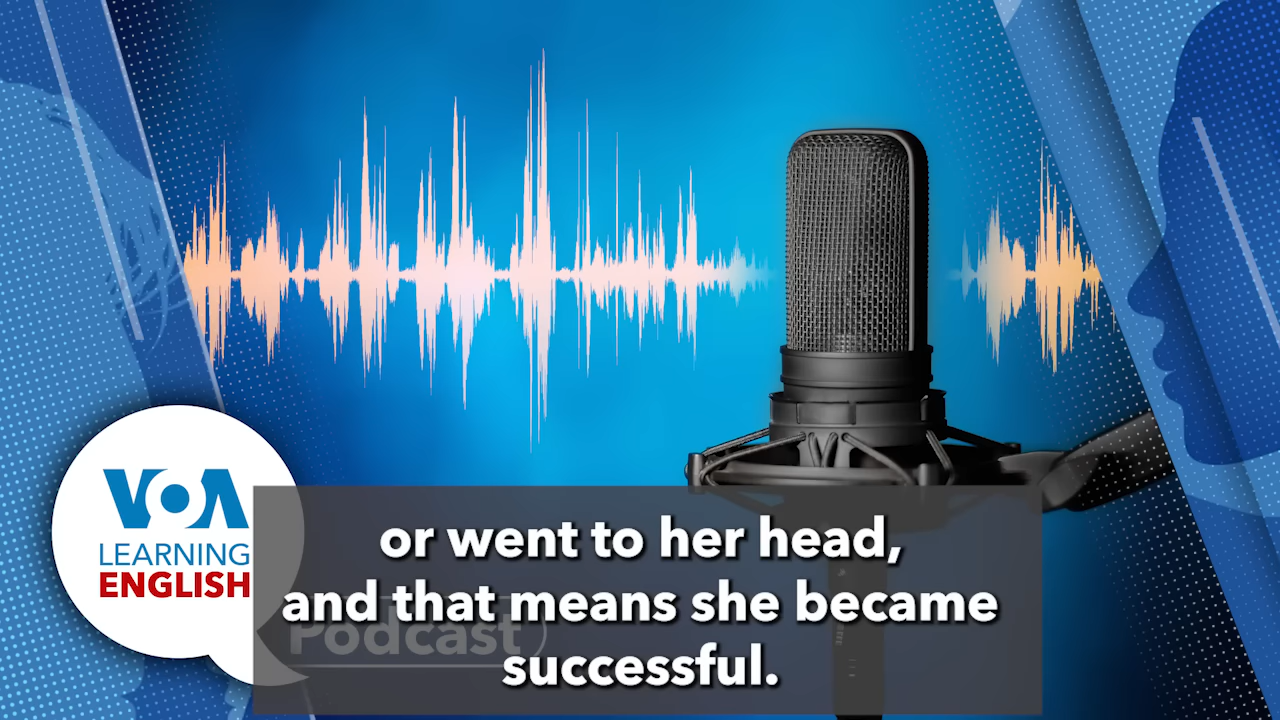 VOA
LEARNING
ENGLISH
Podcast
or went to her head,
and that means she became
successful.